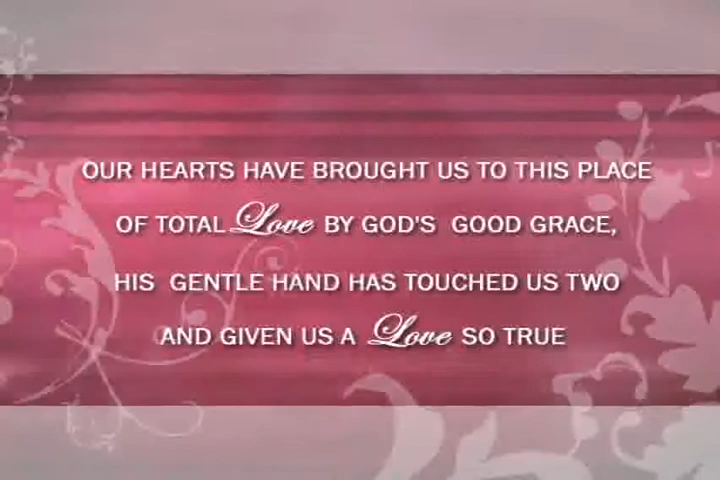 OUR HEARTS HAVE BROUGHT US TO THIS PLACE
OF TOTAL Love BY GOD'S GOOD GRACE,
HIS GENTLE HAND HAS TOUCHED US TWO
AND GIVEN US A Love SO TRUE